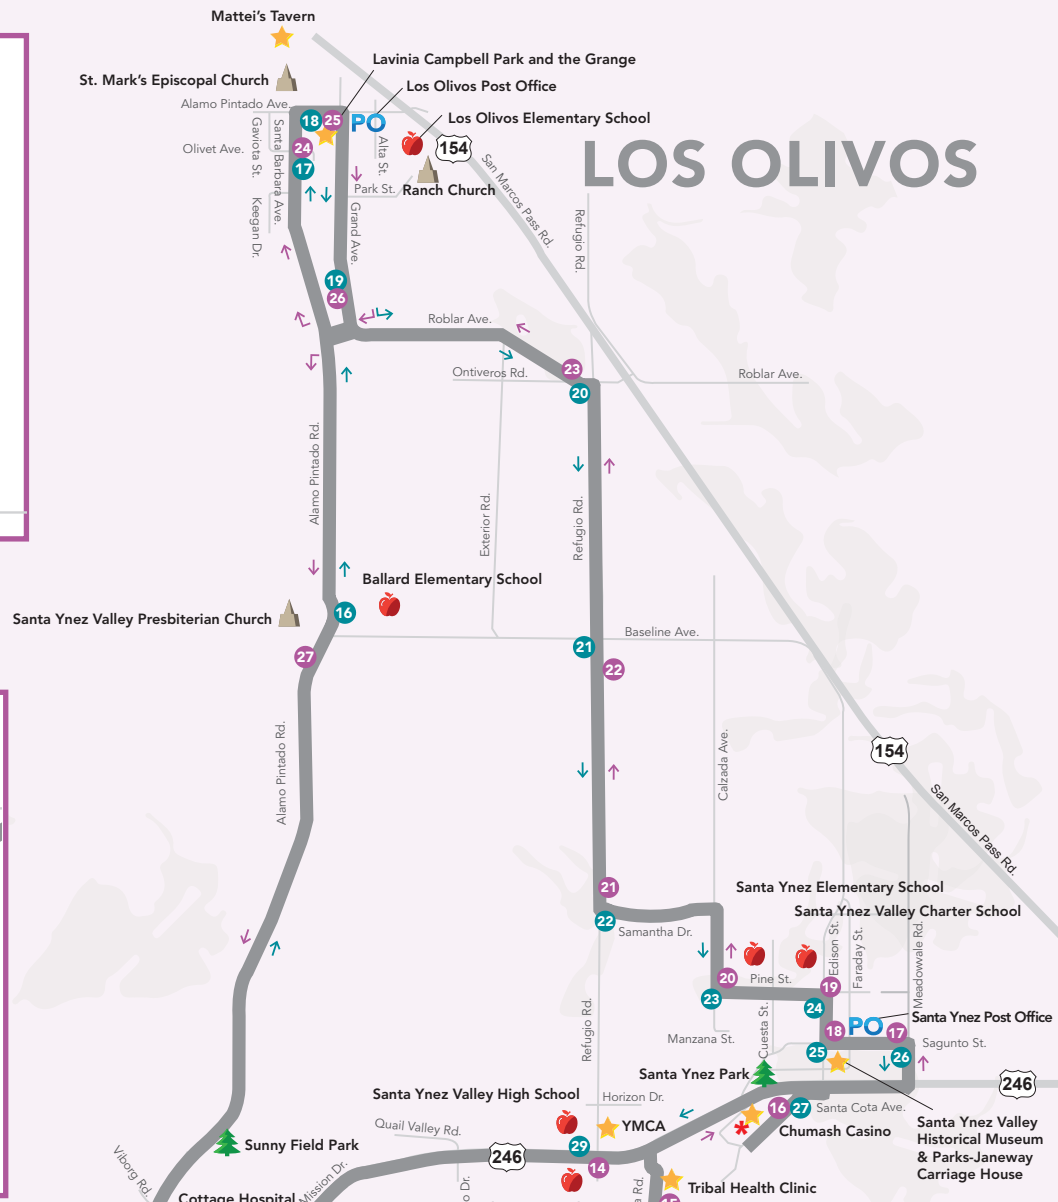 Mattei's Tavern
Lavinia Campbell Park and the Grange
St. Mark's Episcopal Church
Los Olivos Post Office
Alamo Pintado Ave.
18
25
PO
Los Olivos Elementary School
154
LOS OLIVOS
Gaviota St.
Santa Barbara Ave.
Olivet Ave.
24
17
Alta St.
Park St.
Ranch Church
San Marcos Pass Rd.
Keegan Dr.
Grand Ave.
Refugio Rd.
19
26
Roblar Ave.
23
Ontiveros Rd.
20
Roblar Ave.
Alamo Pintado Rd.
Exterior Rd.
Refugio Rd.
Ballard Elementary School
16
Santa Ynez Valley Presbiterian Church
27
21
Baseline Ave.
22
Alamo Pintado Rd.
Calzada Ave.
154
San Marcos Pass Rd.
21
22
Samantha Dr.
Santa Ynez Elementary School
Santa Ynez Valley Charter School
Edison St.
Faraday St.
Meadowvale Rd.
20
Pine St.
23
19
24
Refugio Rd.
Manzana St.
Cuesta St.
18
PO
17
Santa Ynez Post Office
25
26
Sagunto St.
Santa Ynez Park
246
Santa Ynez Valley High School
Horizon Dr.
16
27
Santa Cota Ave.
Quail Valley Rd.
YMCA
*
Chumash Casino
Santa Ynez Valley
Historical Museum
& Parks-Janeway
Carriage House
29
246
14
Sunny Field Park
Viborg Rd.
Mission Dr.
Cottage Hospital
Tribal Health Clinic